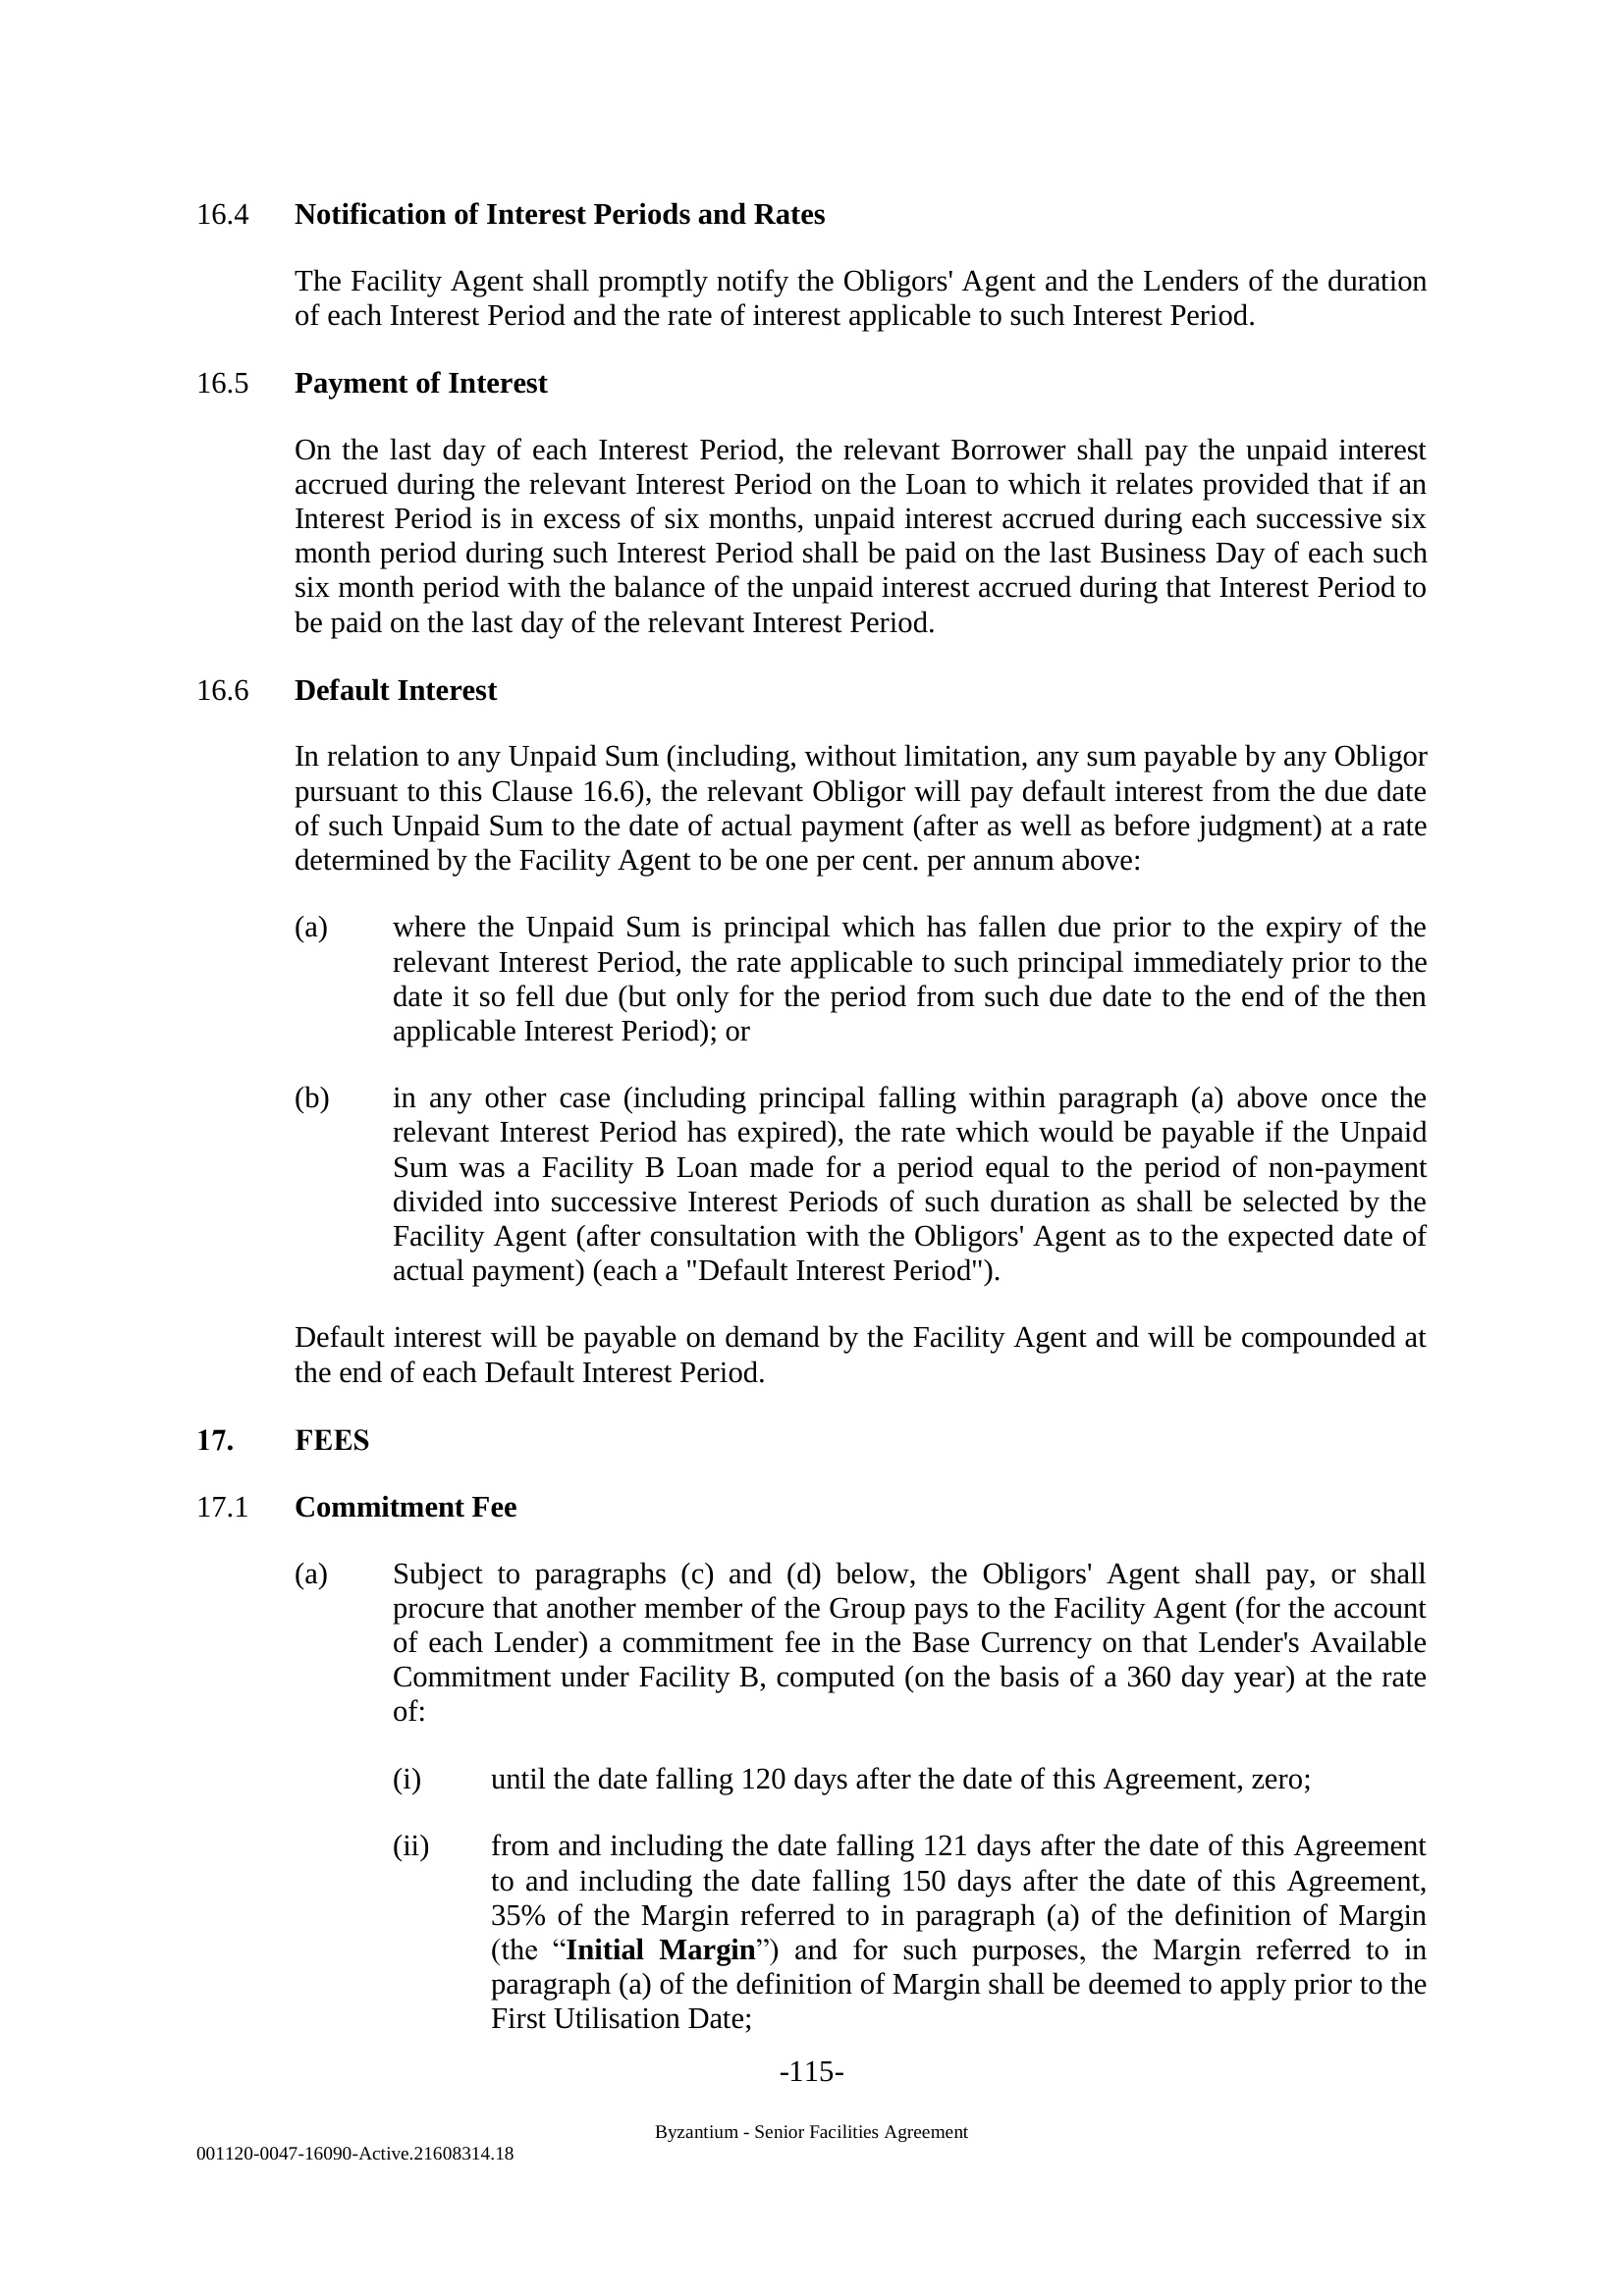 16.4 Notification of Interest Periods and Rates
The Facility Agent shall promptly notify the Obligors' Agent and the Lenders of the duration
of each Interest Period and the rate of interest applicable to such Interest Period.
16.5 Payment of Interest
On the last day of each Interest Period, the relevant Borrower shall pay the unpaid interest
accrued during the relevant Interest Period on the Loan to which it relates provided that if an
Interest Period is in excess of six months, unpaid interest accrued during each successive six
month period during such Interest Period shall be paid on the last Business Day of each such
six month period with the balance of the unpaid interest accrued during that Interest Period to
be paid on the last day of the relevant Interest Period.
16.6 Default Interest
In relation to any Unpaid Sum (including, without limitation, any sum payable by any Obligor
pursuant to this Clause 16.6), the relevant Obligor will pay default interest from the due date
of such Unpaid Sum to the date of actual payment (after as well as before judgment) at a rate
determined by the Facility Agent to be one per cent. per annum above:
(a) where the Unpaid Sum is principal which has fallen due prior to the expiry of the
relevant Interest Period, the rate applicable to such principal immediately prior to the
date it so fell due (but only for the period from such due date to the end of the then
applicable Interest Period); or
(b) in any other case (including principal falling within paragraph (a) above once the
relevant Interest Period has expired), the rate which would be payable if the Unpaid
Sum was a Facility B Loan made for a period equal to the period of non-payment
divided into successive Interest Periods of such duration as shall be selected by the
Facility Agent (after consultation with the Obligors' Agent as to the expected date of
actual payment) (each a "Default Interest Period").
Default interest will be payable on demand by the Facility Agent and will be compounded at
the end of each Default Interest Period.
17. FEES
17.1 Commitment Fee
(a) Subject to paragraphs (c) and (d) below, the Obligors' Agent shall pay, or shall
procure that another member of the Group pays to the Facility Agent (for the account
of each Lender) a commitment fee in the Base Currency on that Lender's Available
Commitment under Facility B, computed (on the basis of a 360 day year) at the rate
of:
(i) until the date falling 120 days after the date of this Agreement, zero;
(ii) from and including the date falling 121 days after the date of this Agreement
to and including the date falling 150 days after the date of this Agreement,
35% of the Margin referred to in paragraph (a) of the definition of Margin
(the “Initial Margin”) and for such purposes, the Margin referred to in
paragraph (a) of the definition of Margin shall be deemed to apply prior to the
First Utilisation Date;
-115-
Byzantium - Senior Facilities Agreement
001120-0047-16090-Active.21608314.18